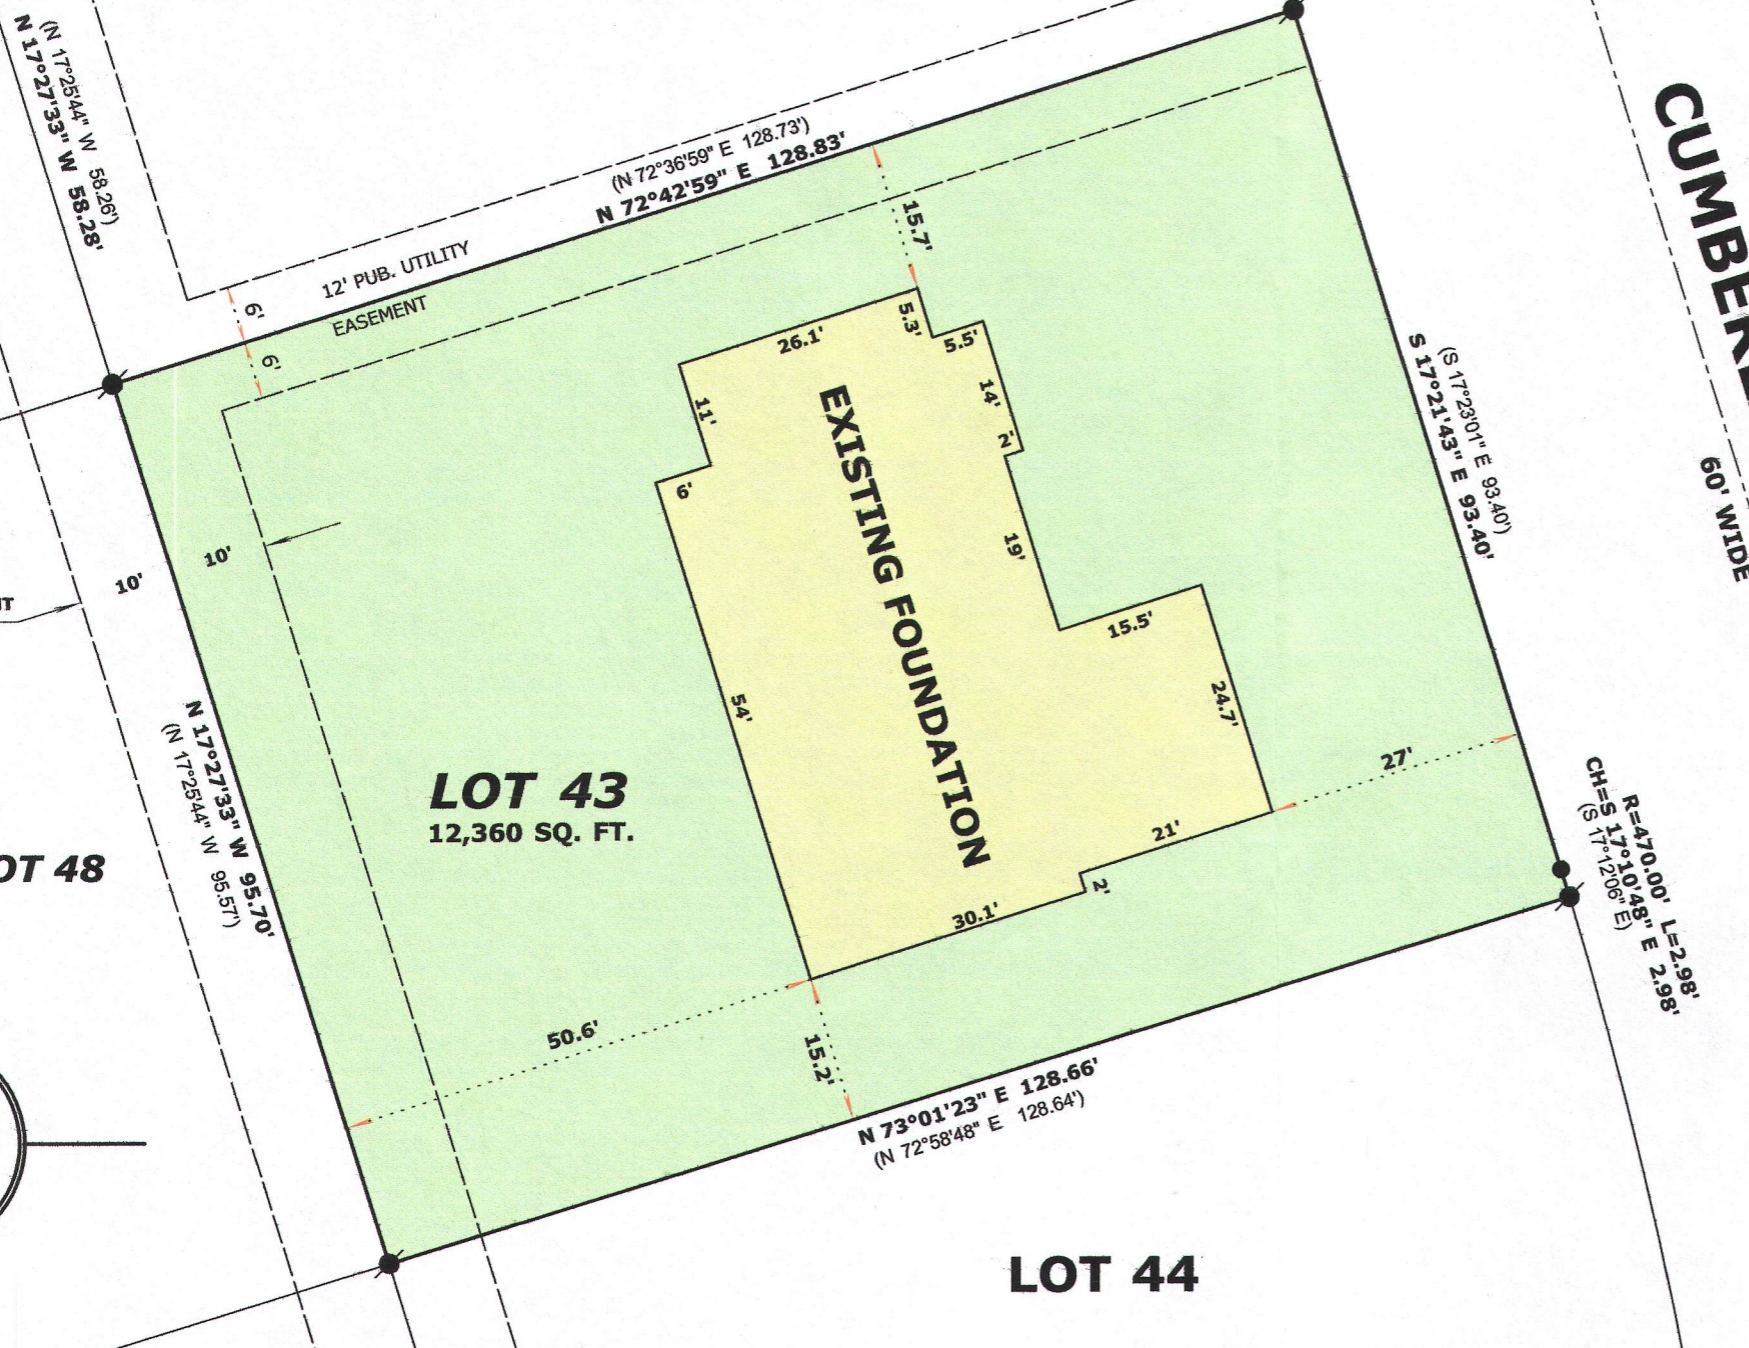 (N 17°25'44" W 58.26')
N 17°27'33" W 58.28'
(N 72°36'59" E 128.73')
N 72°42'59" E 128.83'
12' PUB. UTILITY
EASEMENT
6'
6'
15.7'
26.1'
5.3'
5.5'
11'
14'
2'
6'
19'
15.5'
54'
24.7'
EXISTING FOUNDATION
10'
10'
(S 17°23'01" E 93.40')
S 17°21'43" E 93.40'
60' WIDE
N 17°27'33" W 95.70'
(N 17°25'44" W 95.57')
LOT 43
12,360 SQ. FT.
27'
21'
2'
30.1'
R=470.00' L=2.98'
CH=S 17°10'48" E 2.98'
(S 17°12'06" E)
OT 48
50.6'
15.2'
N 73°01'23" E 128.66'
(N 72°58'48" E 128.64')
LOT 44